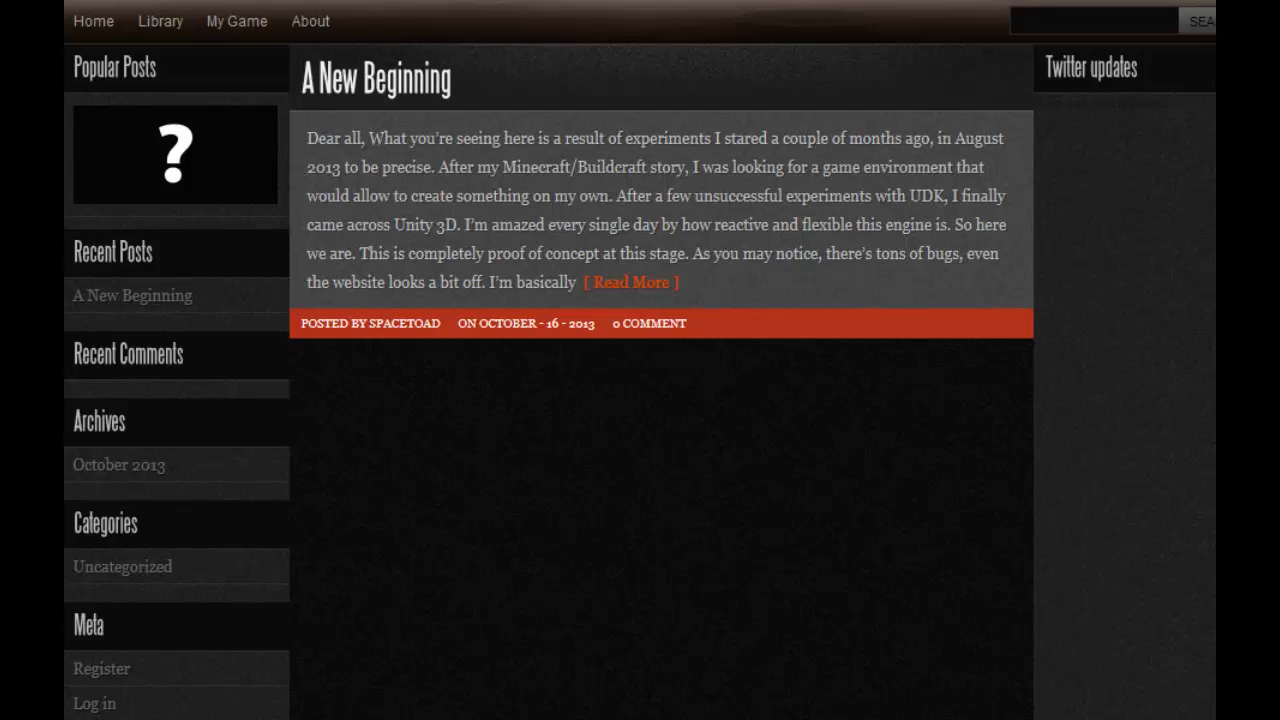 Home Library My Game About
SEA
Popular Posts
?
Recent Posts
A New Beginning
Recent Comments
Archives
October 2013
Categories
Uncategorized
Meta
Register
Log in
A New Beginning
Dear all, What you're seeing here is a result of experiments I stared a couple of months ago, in August
2013 to be precise. After my Minecraft/Buildcraft story, I was looking for a game environment that
would allow to create something on my own. After a few unsuccessful experiments with UDK, I finally
came across Unity 3D. I'm amazed every single day by how reactive and flexible this engine is. So here
we are. This is completely proof of concept at this stage. As you may notice, there's tons of bugs, even
the website looks a bit off. I'm basically [ Read More ]
POSTED BY SPACETOAD ON OCTOBER - 16 - 2013 0 COMMENT
Twitter updates